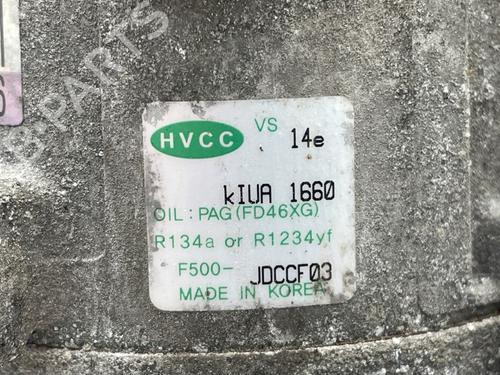 HVCC VS 14e
kIUA 1660
OIL : PAG (FD46XG)
R134a or R1234yf
F500- JDCCF03
MADE IN KOREA